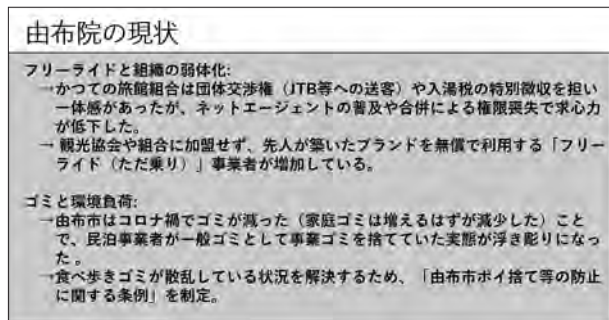 由布院の現状
フリーライドと組織の弱体化:
→かつての旅館組合は団体交渉権（JTB等への送客）や入湯税の特別徴収を担い
一体感があったが、ネットエージェントの普及や合併による権限喪失で求心力
が低下した。
→ 観光協会や組合に加盟せず、先人が築いたブランドを無償で利用する「フリー
ライド（ただ乗り）」事業者が増加している。
ゴミと環境負荷:
→由布市はコロナ禍でゴミが減った（家庭ゴミは増えるはずが減少した）こと
で、民泊事業者が一般ゴミとして事業ゴミを捨てていた実態が浮き彫りになっ
た。
→食べ歩きゴミが散乱している状況を解決するため、「由布市ポイ捨て等の防止
に関する条例」を制定。